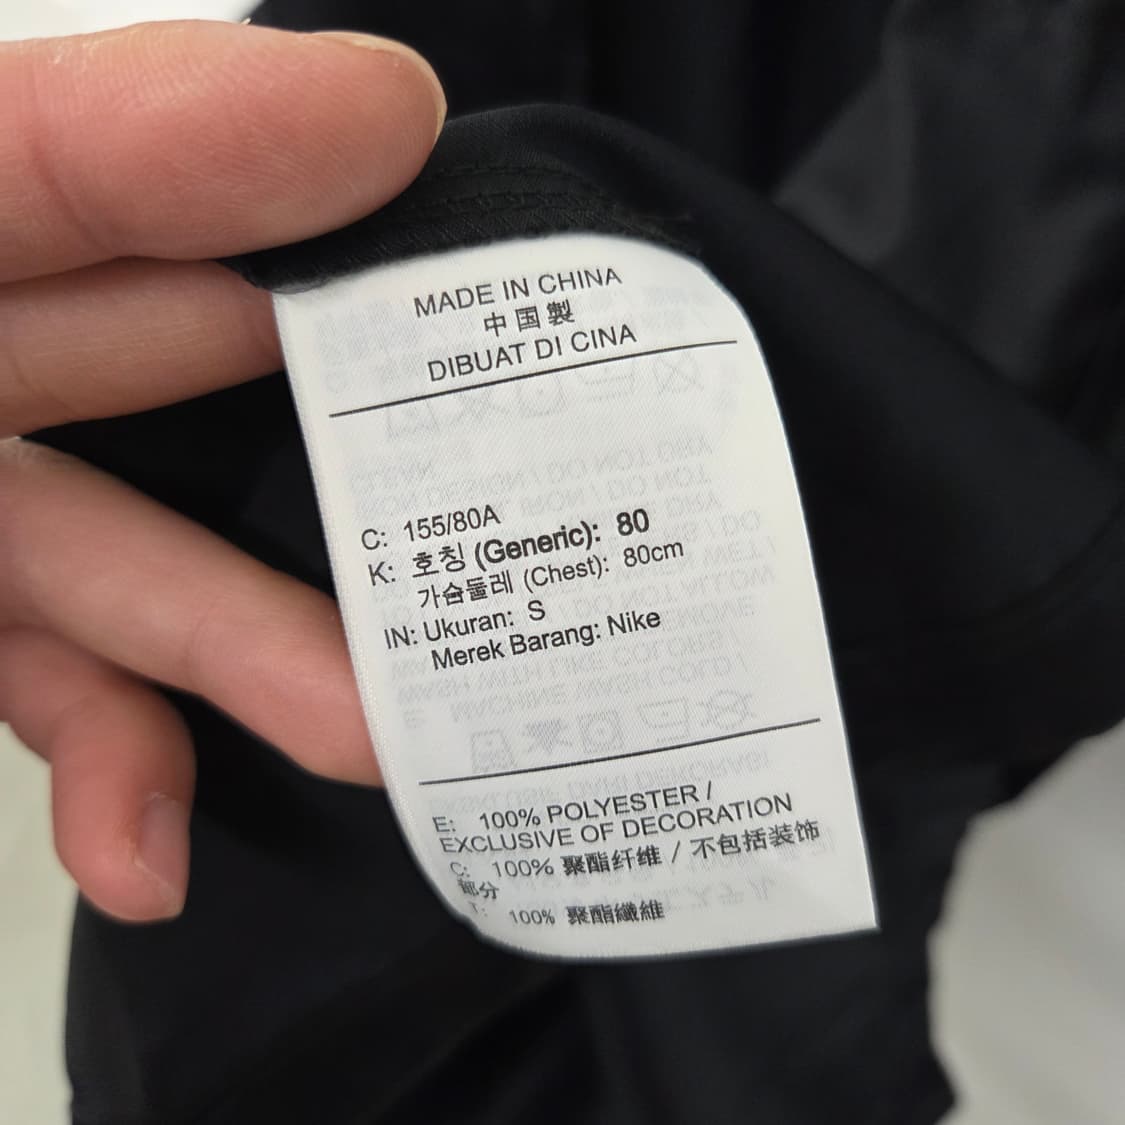 MADE IN CHINA
中国製
DIBUAT DI CINA
C: 155/80A
K: 호칭 (Generic): 80
가슴둘레 (Chest): 80cm
IN: Ukuran: S
Merek Barang: Nike
E: 100% POLYESTER /
EXCLUSIVE OF DECORATION
C: 100% 聚酯纤维 / 不包括装饰
部分
T: 100% 聚酯纖維